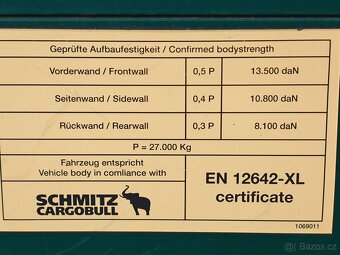 Geprüfte Aufbaufestigkeit / Confirmed bodystrength
Vorderwand / Frontwall 0,5 P 13.500 daN
Seitenwand / Sidewall 0,4 P 10.800 daN
Rückwand / Rearwall 0,3 P 8.100 daN
P = 27.000 Kg
Fahrzeug entspricht
Vehicle body in comliance with
SCHMITZ
CARGOBULL
EN 12642-XL
certificate
1069011
Bazoš.cz